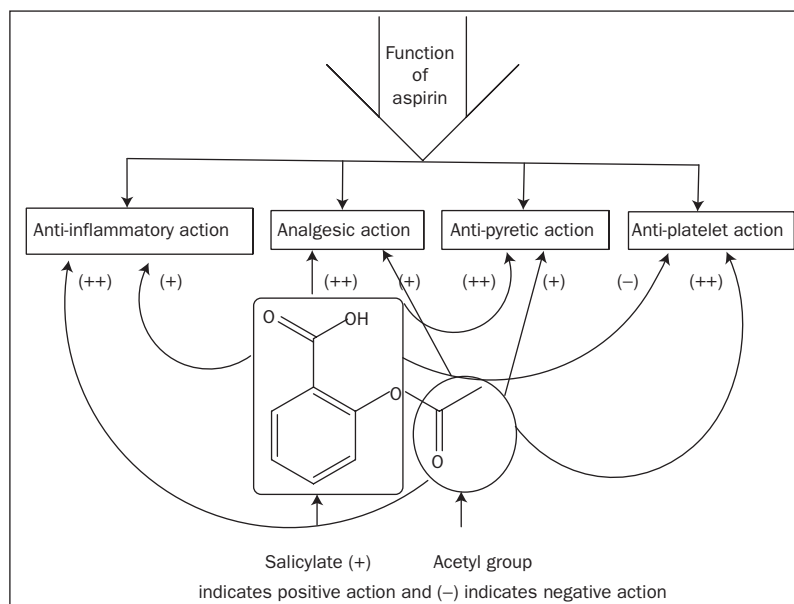 Function
of
aspirin
Anti-inflammatory action
Analgesic action
Anti-pyretic action
Anti-platelet action
(++)
(+)
(++)
(+)
(++)
(+)
(−)
(++)
O
OH
O
O
Salicylate (+)
Acetyl group
indicates positive action and (−) indicates negative action